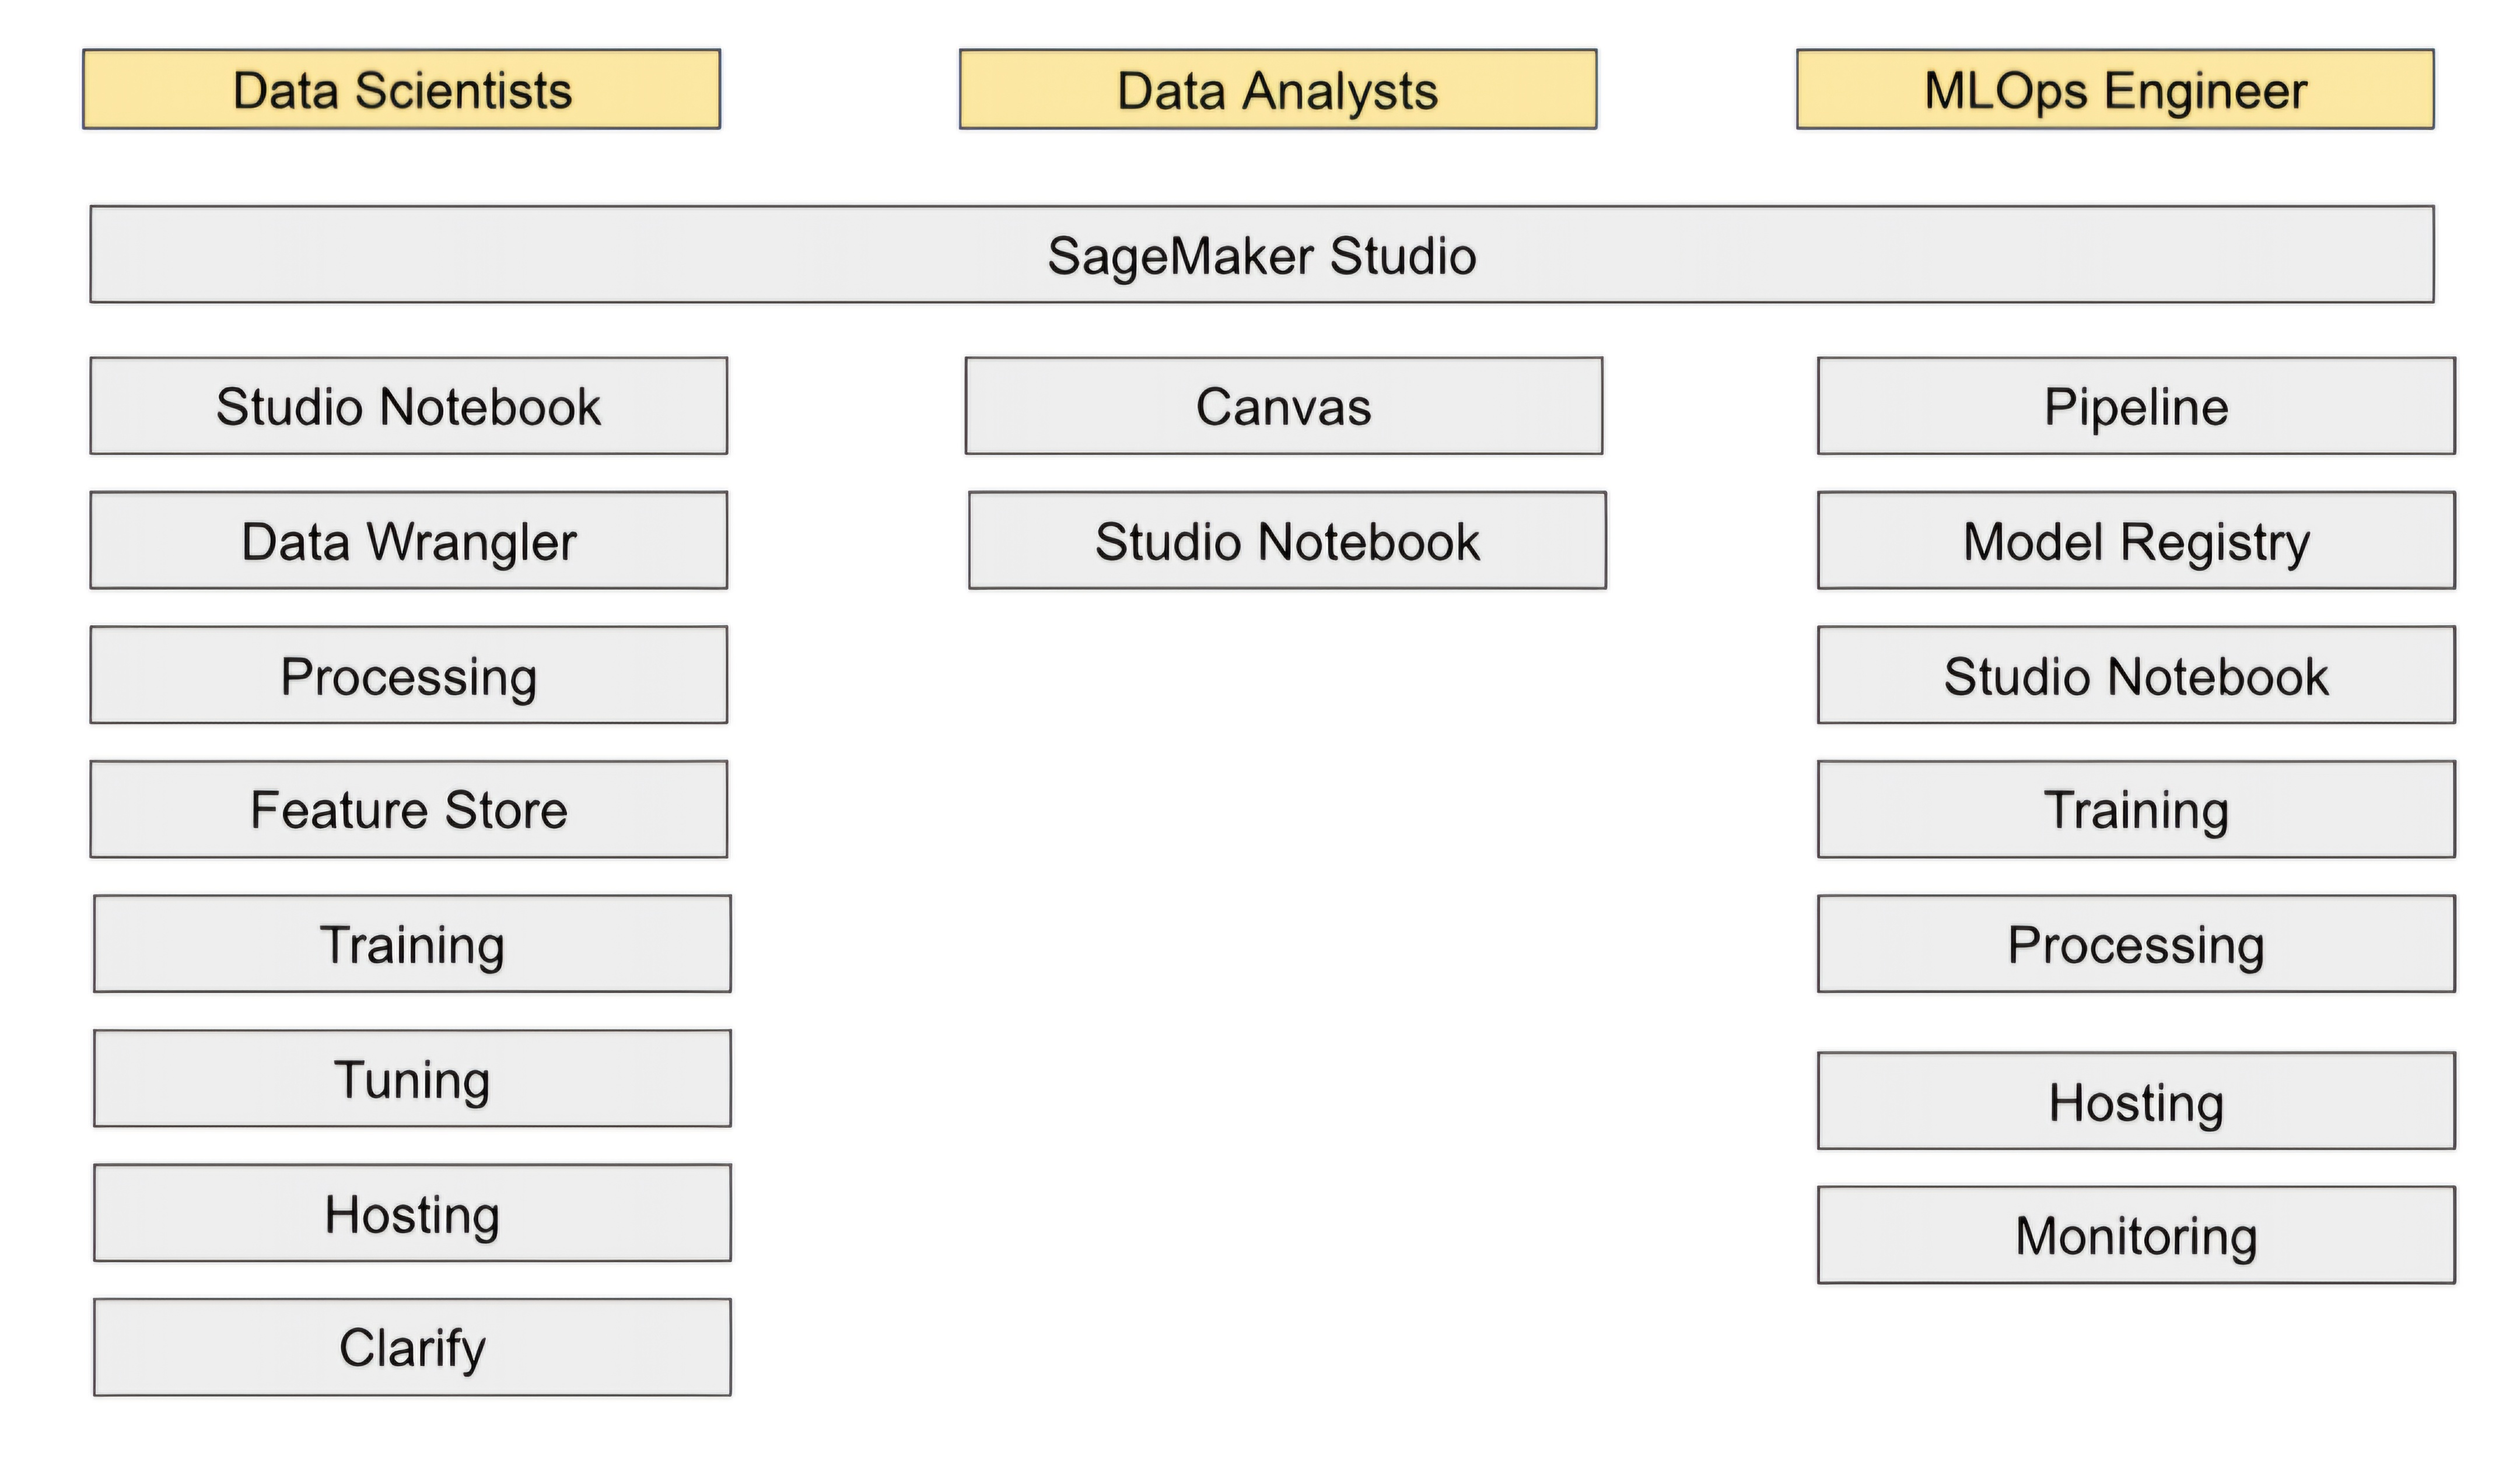 Data Scientists
Data Analysts
MLOps Engineer
SageMaker Studio
Studio Notebook
Data Wrangler
Processing
Feature Store
Training
Tuning
Hosting
Clarify
Canvas
Studio Notebook
Pipeline
Model Registry
Studio Notebook
Training
Processing
Hosting
Monitoring